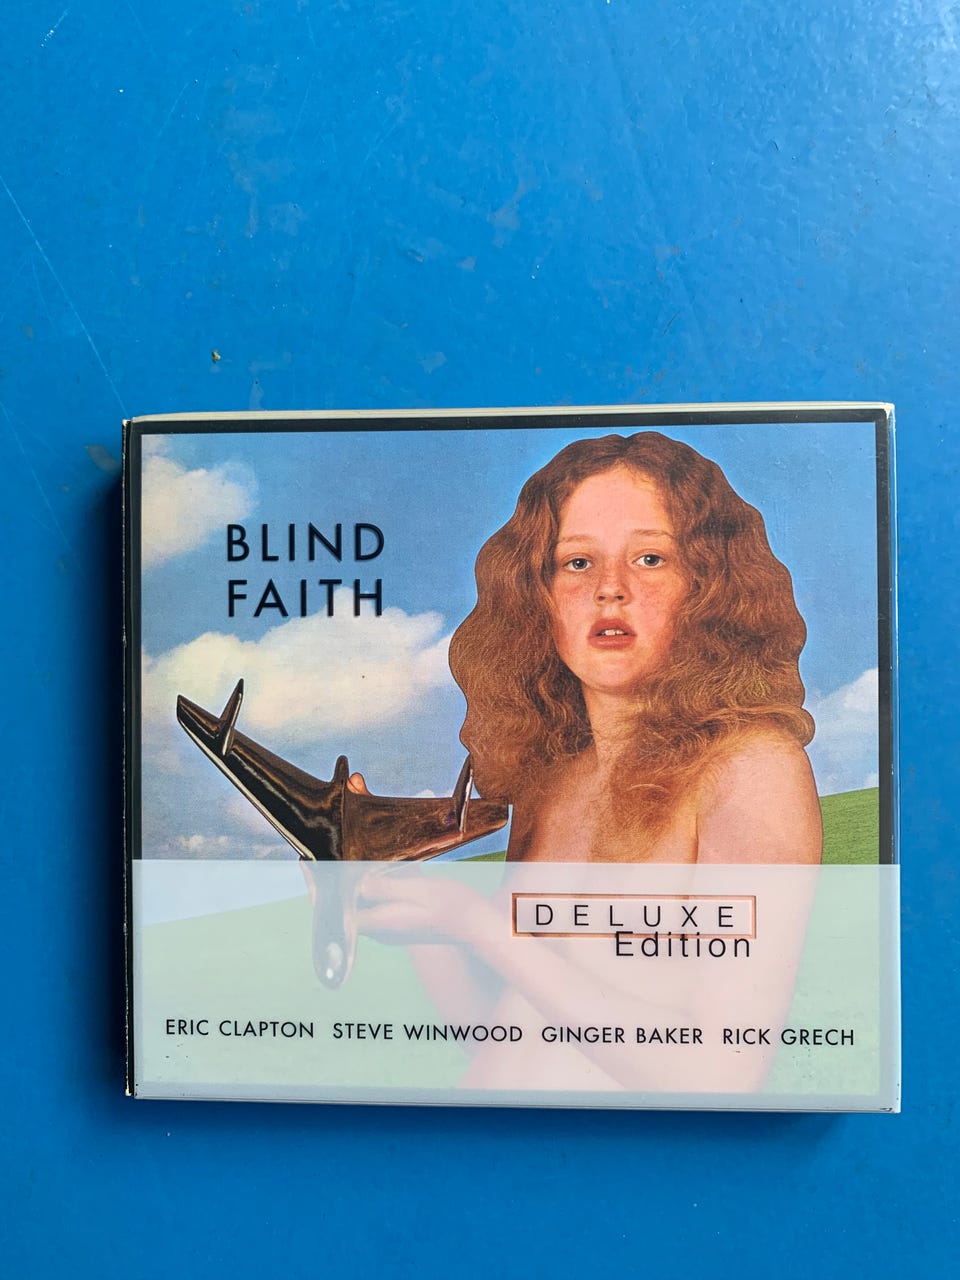 BLIND
FAITH
DELUXE
Edition
ERIC CLAPTON STEVE WINWOOD GINGER BAKER RICK GRECH